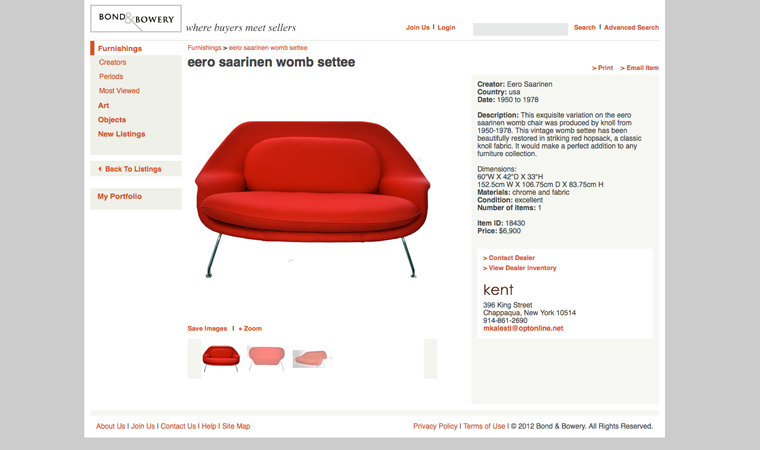 BOND & BOWERY
where buyers meet sellers
Join Us | Login
Search | Advanced Search
Furnishings
Creators
Periods
Most Viewed
Art
Objects
New Listings
Back To Listings
My Portfolio
Furnishings > eero saarinen womb settee
eero saarinen womb settee
> Print > Email Item
Save Images | + Zoom
Creator: Eero Saarinen
Country: usa
Date: 1950 to 1978
Description: This exquisite variation on the eero
saarinen womb chair was produced by knoll from
1950-1978. This vintage womb settee has been
beautifully restored in striking red hopsack, a classic
knoll fabric. It would make a perfect addition to any
furniture collection.
Dimensions:
60"W X 42"D X 33"H
152.5cm W X 106.75cm D X 83.75cm H
Materials: chrome and fabric
Condition: excellent
Number of items: 1
Item ID: 18430
Price: $6,900
> Contact Dealer
> View Dealer Inventory
kent
396 King Street
Chappaqua, New York 10514
914-861-2690
mkaiesti@optonline.net
About Us | Join Us | Contact Us | Help | Site Map
Privacy Policy | Terms of Use | © 2012 Bond & Bowery. All Rights Reserved.